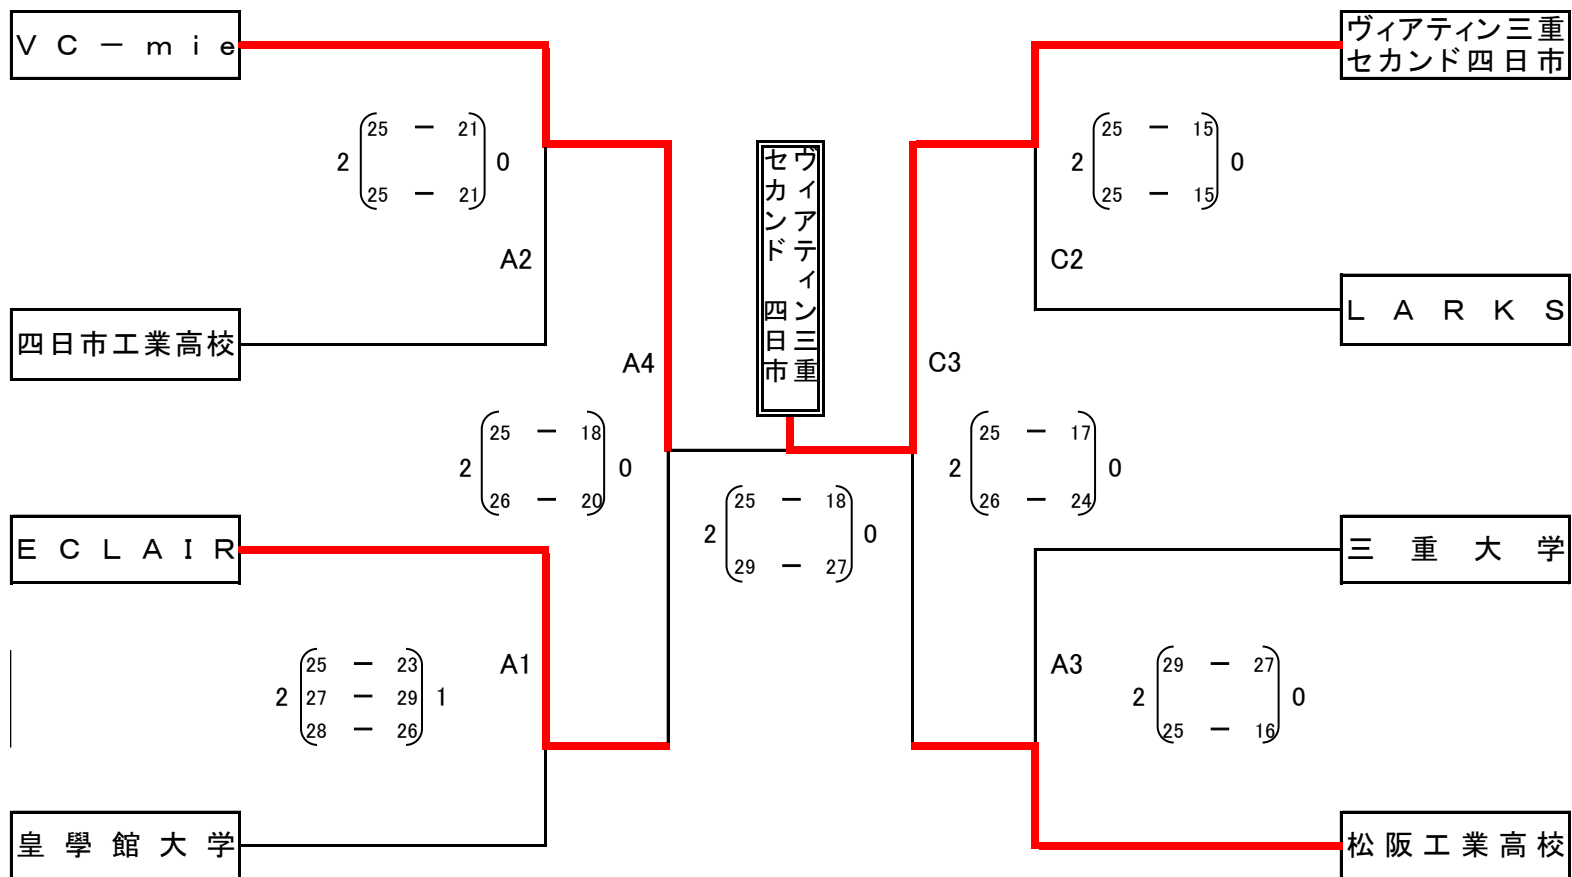 ＶＣ－ｍｉｅ
ヴィアティン三重
セカンド四日市
25 － 21
2 0
25 － 21
A2
四日市工業高校
ヴィアティン三重
セカンド 四日市
25 － 15
2 0
25 － 15
C2
ＬＡＲＫＳ
A4
C3
25 － 18
2 0
26 － 20
25 － 17
2 0
26 － 24
25 － 18
2 0
29 － 27
ＥＣＬＡＩＲ
三重大学
A1
25 － 23
2 27 － 29 1
28 － 26
A3
29 － 27
2 0
25 － 16
皇學館大学
松阪工業高校